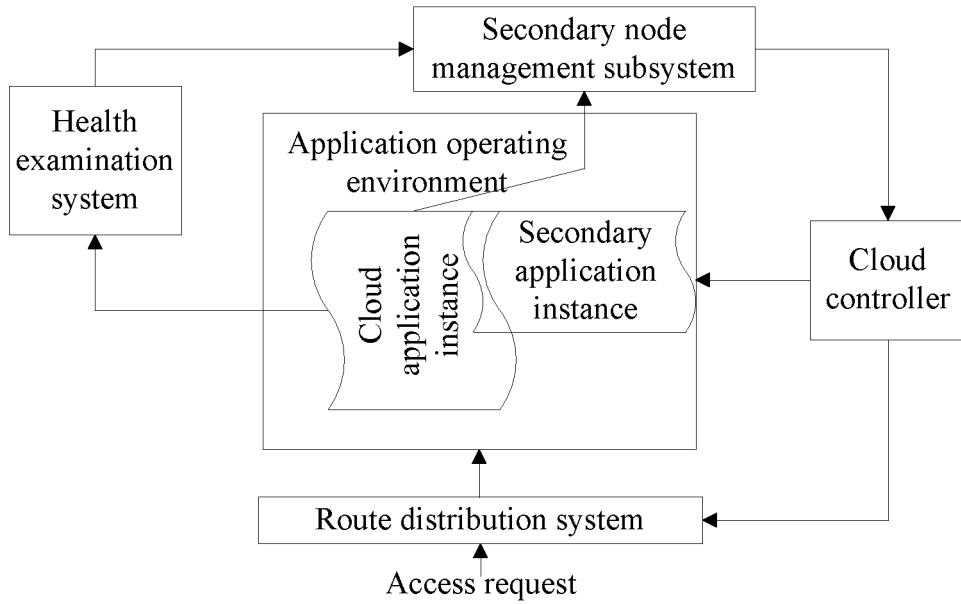 Secondary node
management subsystem
Health
examination
system
Application operating
environment
Cloud
application
instance
Secondary
application
instance
Cloud
controller
Route distribution system
Access request